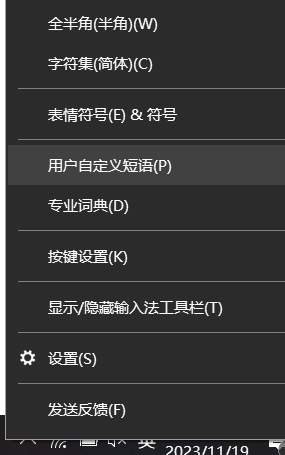 全半角(半角)(W)
字符集(简体)(C)
表情符号(E) & 符号
用户自定义短语(P)
专业词典(D)
按键设置(K)
显示/隐藏输入法工具栏(T)
设置(S)
发送反馈(F)
英
2023/11/19